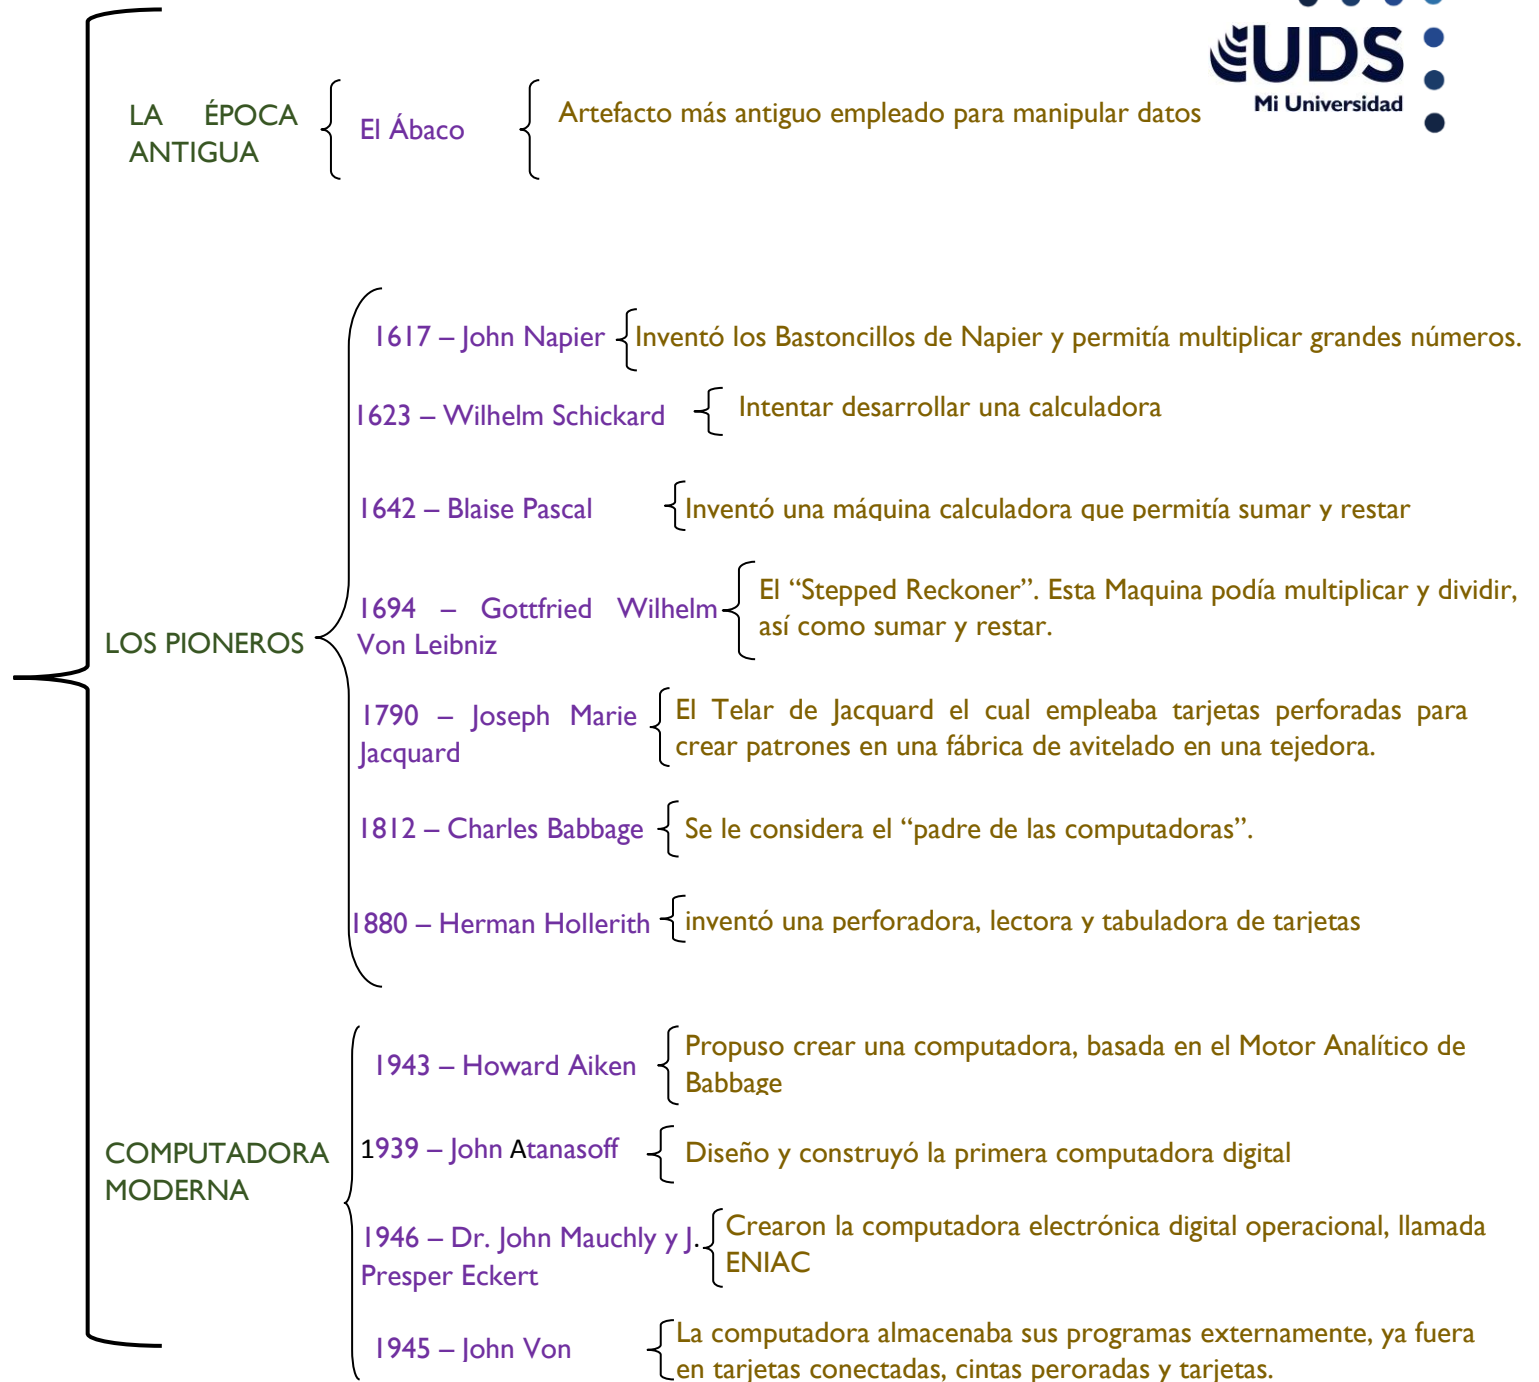 UDS
Mi Universidad
LA ÉPOCA
ANTIGUA
El Ábaco
Artefacto más antiguo empleado para manipular datos
LOS PIONEROS
1617 – John Napier
Inventó los Bastoncillos de Napier y permitía multiplicar grandes números.
1623 – Wilhelm Schickard
Intentar desarrollar una calculadora
1642 – Blaise Pascal
Inventó una máquina calculadora que permitía sumar y restar
1694 – Gottfried Wilhelm
Von Leibniz
El “Stepped Reckoner”. Esta Maquina podía multiplicar y dividir,
así como sumar y restar.
1790 – Joseph Marie
Jacquard
El Telar de Jacquard el cual empleaba tarjetas perforadas para
crear patrones en una fábrica de avitelado en una tejedora.
1812 – Charles Babbage
Se le considera el “padre de las computadoras”.
1880 – Herman Hollerith
inventó una perforadora, lectora y tabuladora de tarjetas
COMPUTADORA
MODERNA
1943 – Howard Aiken
Propuso crear una computadora, basada en el Motor Analítico de
Babbage
1939 – John Atanasoff
Diseño y construyó la primera computadora digital
1946 – Dr. John Mauchly y J.
Presper Eckert
Crearon la computadora electrónica digital operacional, llamada
ENIAC
1945 – John Von
La computadora almacenaba sus programas externamente, ya fuera
en tarjetas conectadas, cintas peroradas y tarjetas.